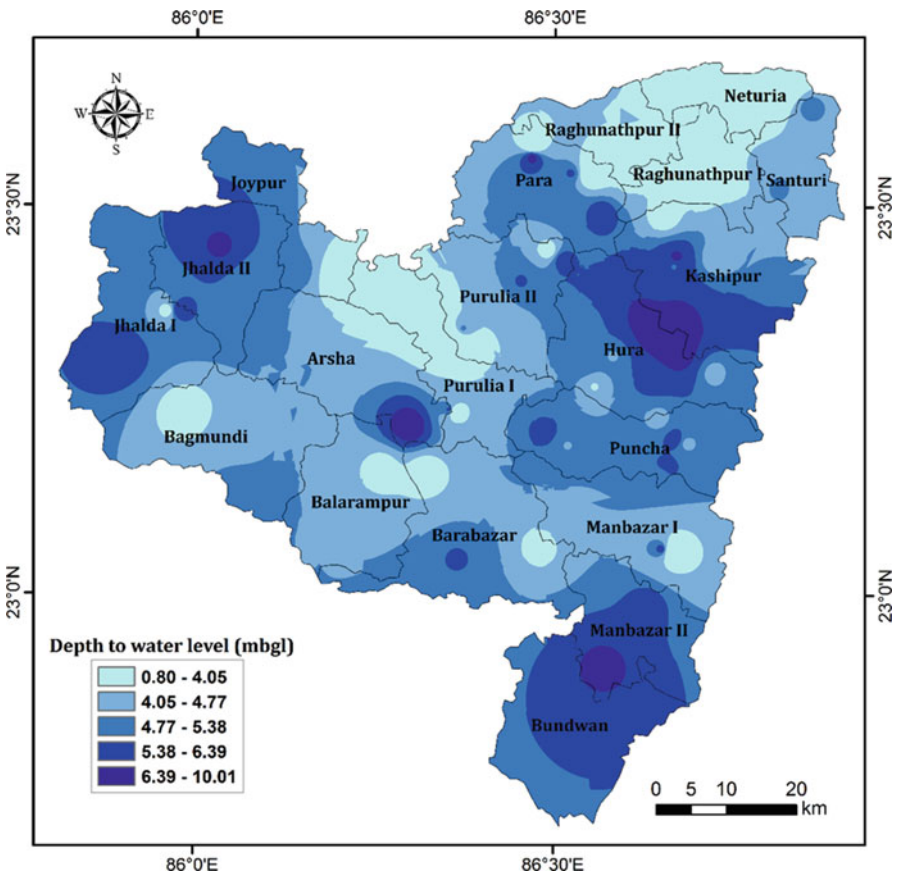 86°0'E
86°30'E
N
W
E
S
Neturia
Raghunathpur II
Raghunathpur I
Santuri
Para
Joypur
23°30'N
23°30'N
Jhalda II
Kashipur
Purulia II
Jhalda I
Hura
Arsha
Purulia I
Bagmundi
Puncha
Balarampur
Manbazar I
Barabazar
23°0'N
23°0'N
Manbazar II
Depth to water level (mbgl)
0.80 - 4.05
4.05 - 4.77
4.77 - 5.38
5.38 - 6.39
6.39 - 10.01
Bundwan
0 5 10 20
km
86°0'E
86°30'E